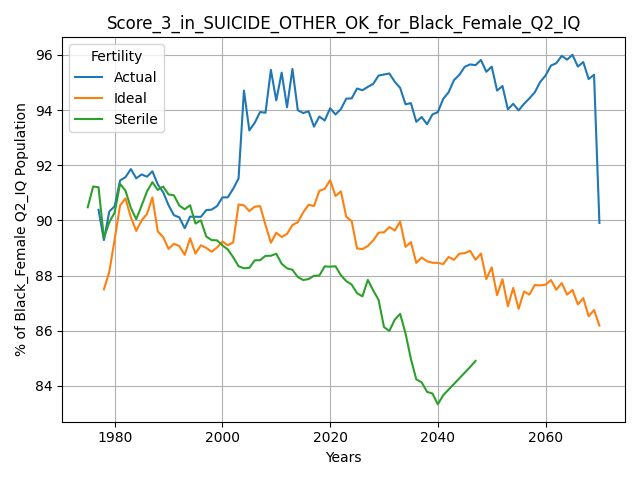 Score_3_in_SUICIDE_OTHER_OK_for_Black_Female_Q2_IQ
Fertility
Actual
Ideal
Sterile
% of Black_Female Q2_IQ Population
96
94
92
90
88
86
84
1980
2000
2020
2040
2060
Years